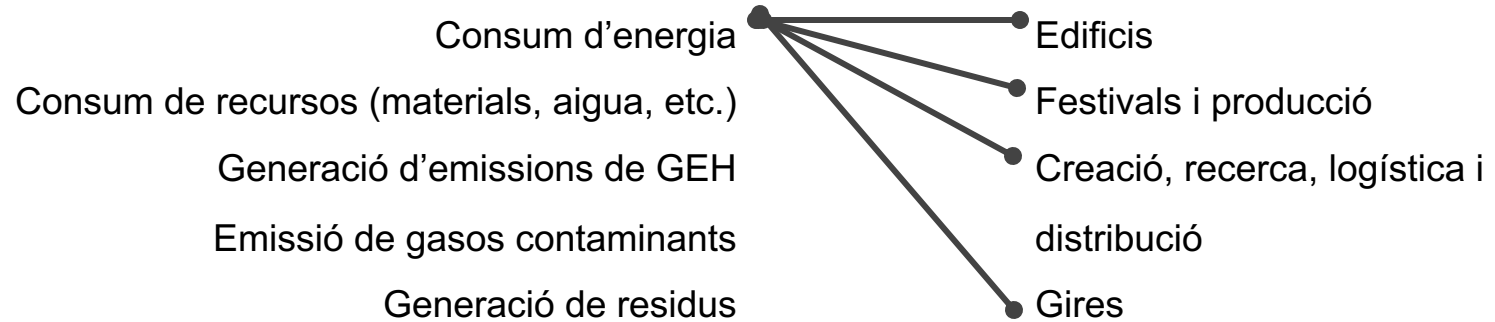 Consum d’energia
Consum de recursos (materials, aigua, etc.)
Generació d’emissions de GEH
Emissió de gasos contaminants
Generació de residus
Edificis
Festivals i producció
Creació, recerca, logística i
distribució
Gires